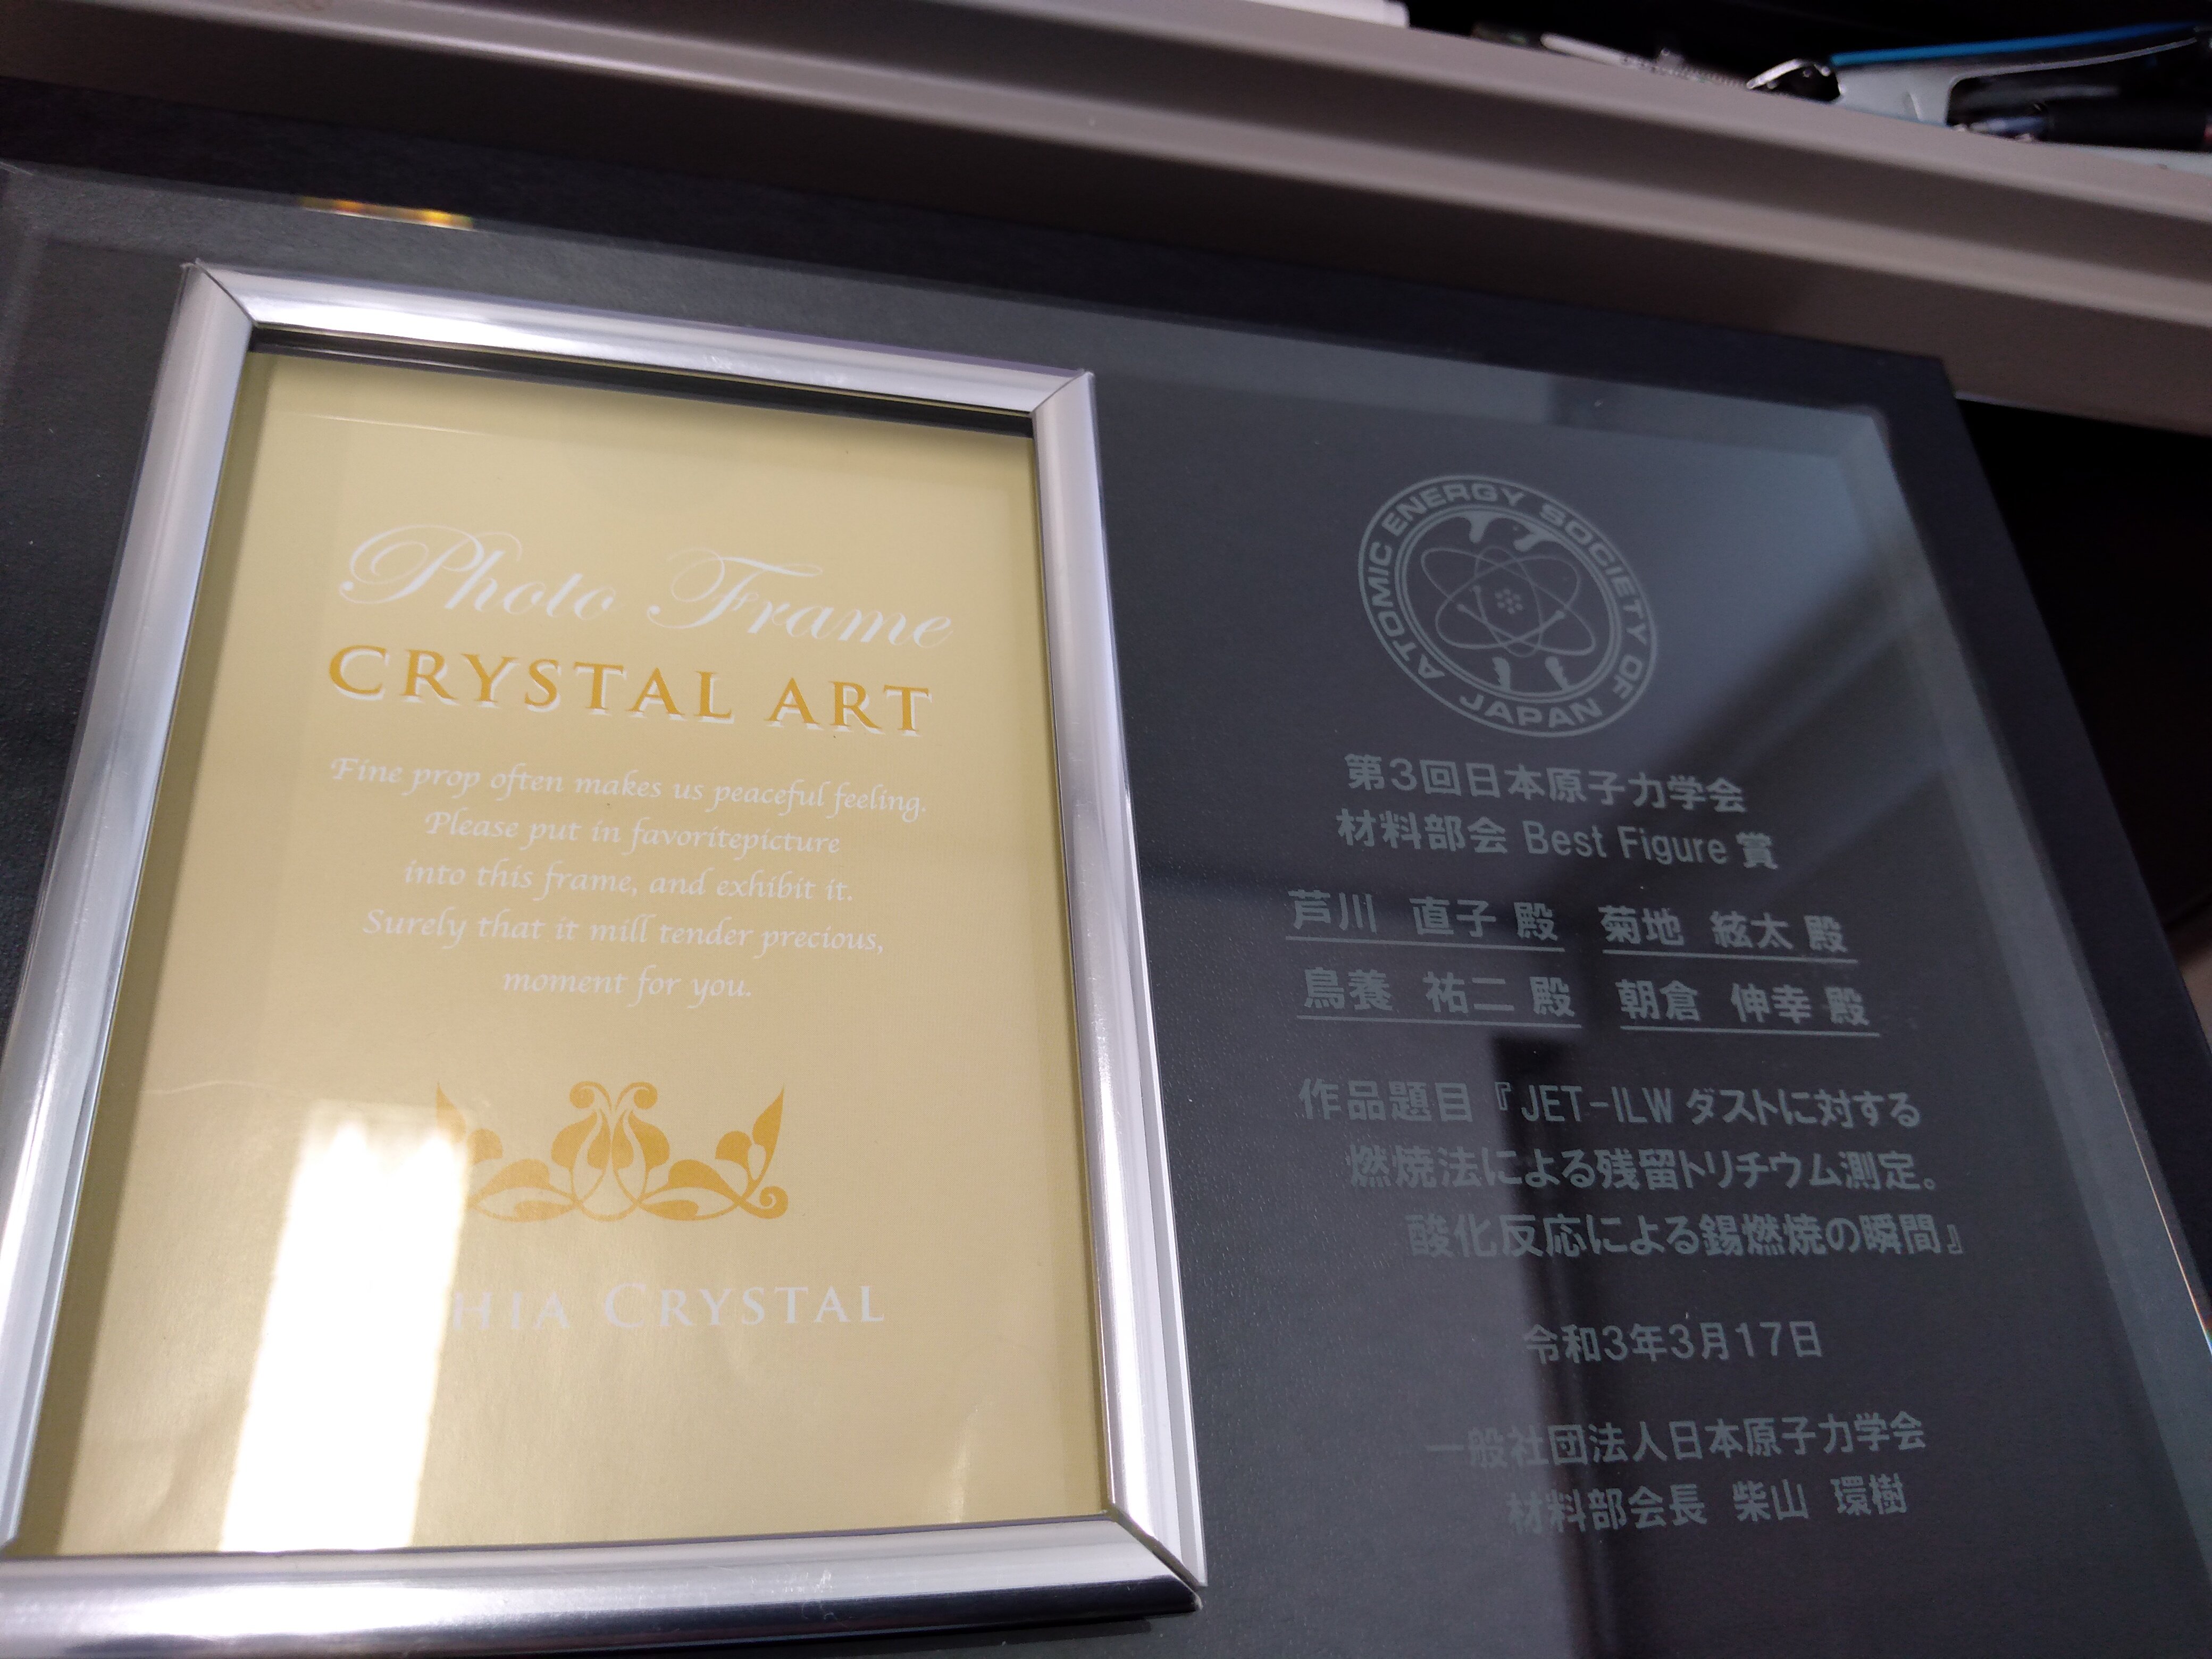 Photo Frame
CRYSTAL ART
Fine prop often makes us peaceful feeling.
Please put in favoritepicture
into this frame, and exhibit it.
Surely that it mill tender precious,
moment for you.
CRYSTAL
ATOMIC ENERGY SOCIETY OF JAPAN
第3回日本原子力学会
材料部会 Best Figure 賞
芦川 直子 殿 菊地 絃太 殿
鳥養 祐二 殿 朝倉 伸幸 殿
作品題目『JET-ILW ダストに対する
燃焼法による残留トリチウム測定。
酸化反応による錫燃焼の瞬間』
令和3年3月17日
一般社団法人日本原子力学会
材料部会長 柴山 環樹